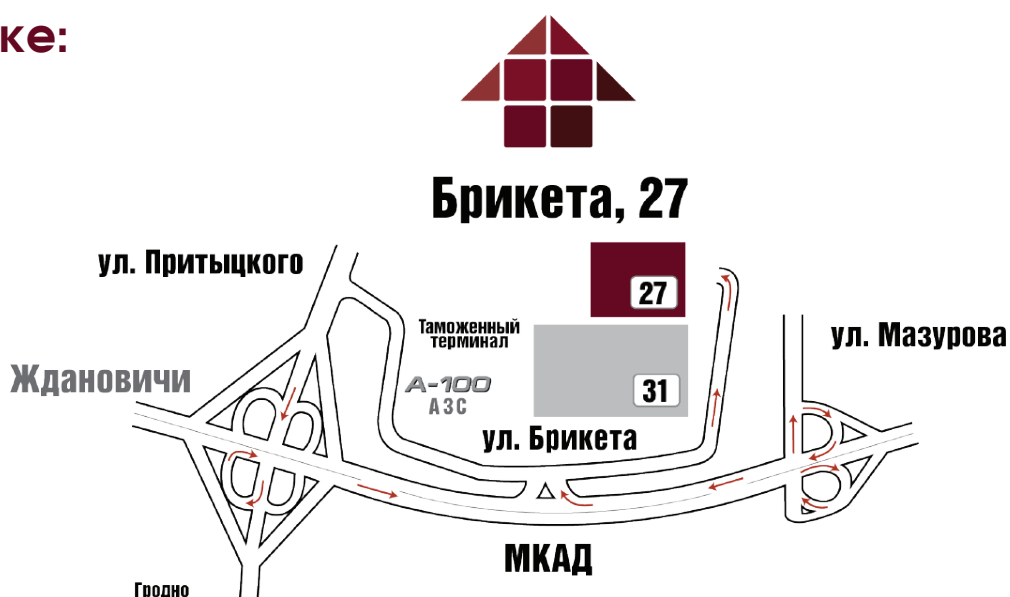 ке:
Брикета, 27
ул. Притыцкого
27
Таможенный
терминал
ул. Мазурова
Ждановичи
А-100
АЗС
31
ул. Брикета
МКАД
Гродно